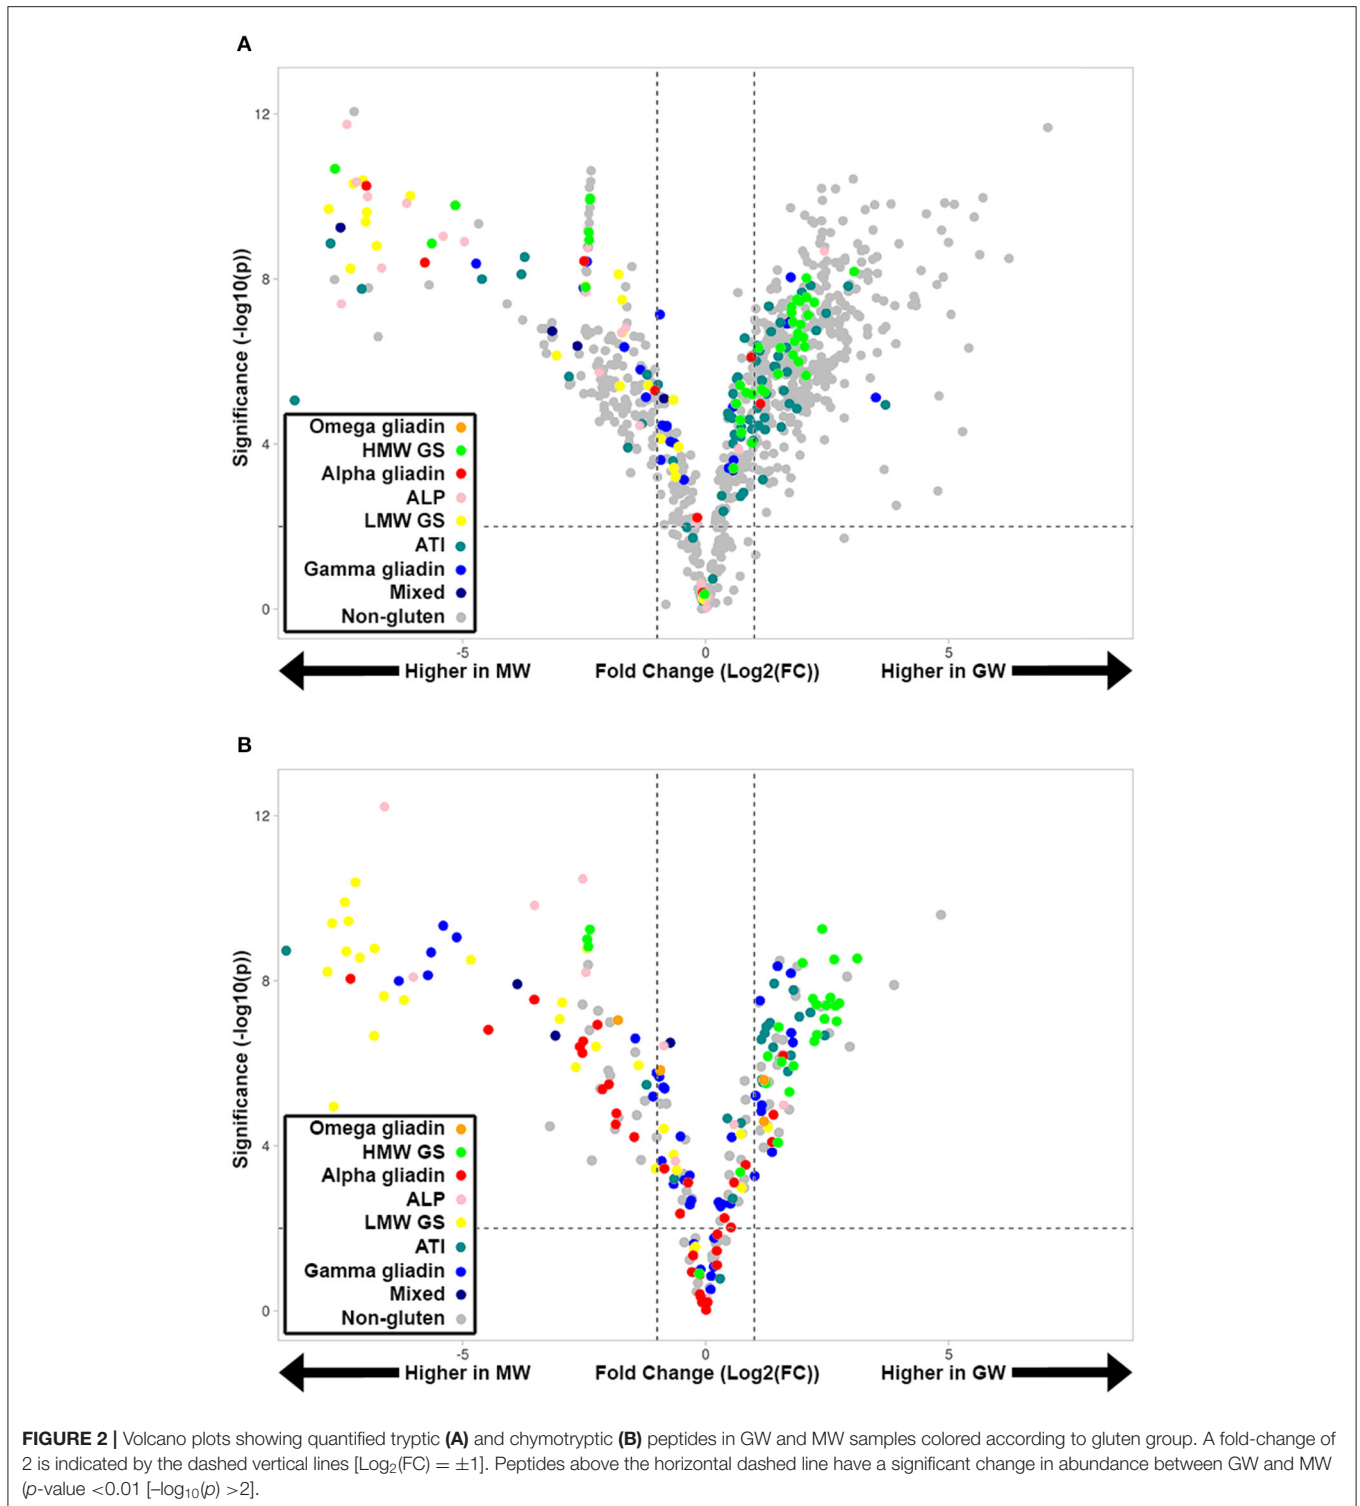 A
12
8
4
0
Significance (-log10(p))
Omega gliadin
HMW GS
Alpha gliadin
ALP
LMW GS
ATI
Gamma gliadin
Mixed
Non-gluten
-5 0 5
Higher in MW Fold Change (Log2(FC)) Higher in GW
B
12
8
4
0
Significance (-log10(p))
Omega gliadin
HMW GS
Alpha gliadin
ALP
LMW GS
ATI
Gamma gliadin
Mixed
Non-gluten
-5 0 5
Higher in MW Fold Change (Log2(FC)) Higher in GW
FIGURE 2 | Volcano plots showing quantified tryptic (A) and chymotryptic (B) peptides in GW and MW samples colored according to gluten group. A fold-change of
2 is indicated by the dashed vertical lines [Log₂(FC) = ±1]. Peptides above the horizontal dashed line have a significant change in abundance between GW and MW
(p-value <0.01 [–log₁₀(p) >2].